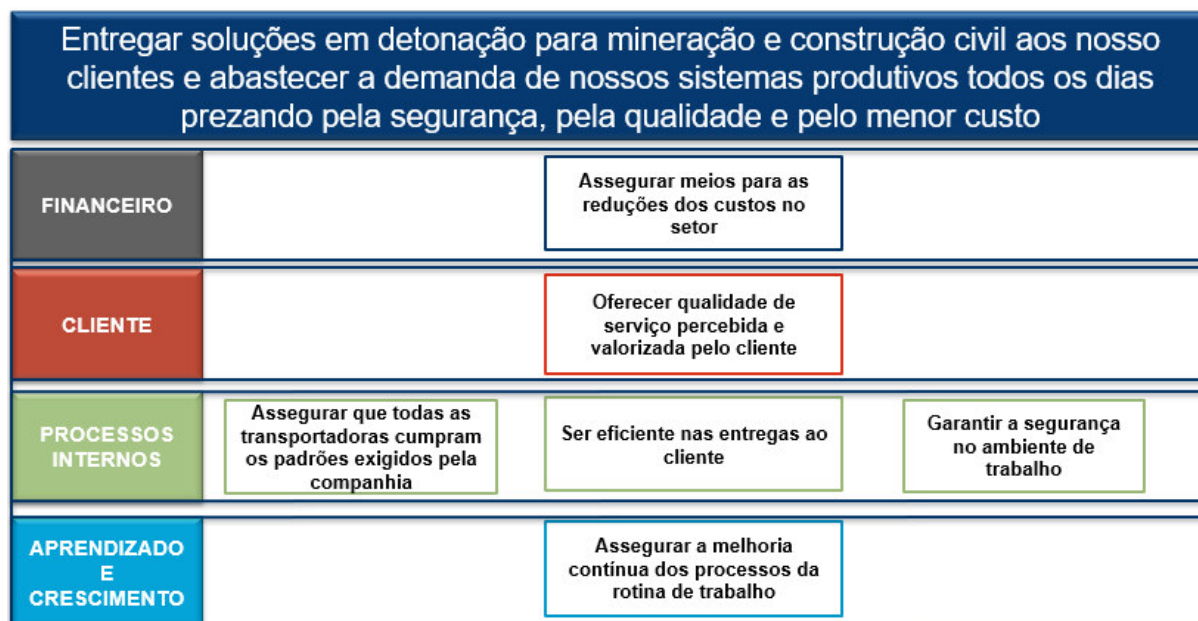 Entregar soluções em detonação para mineração e construção civil aos nosso
clientes e abastecer a demanda de nossos sistemas produtivos todos os dias
prezando pela segurança, pela qualidade e pelo menor custo
FINANCEIRO
Assegurar meios para as
reduções dos custos no
setor
CLIENTE
Oferecer qualidade de
serviço percebida e
valorizada pelo cliente
PROCESSOS
INTERNOS
Assegurar que todas as
transportadoras cumpram
os padrões exigidos pela
companhia
Ser eficiente nas entregas ao
cliente
Garantir a segurança
no ambiente de
trabalho
APRENDIZADO
E
CRESCIMENTO
Assegurar a melhoria
contínua dos processos da
rotina de trabalho